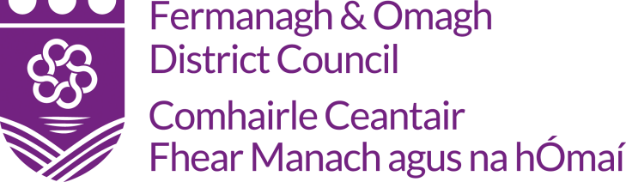 Fermanagh & Omagh
District Council
Comhairle Ceantair
Fhear Manach agus na hÓmaí